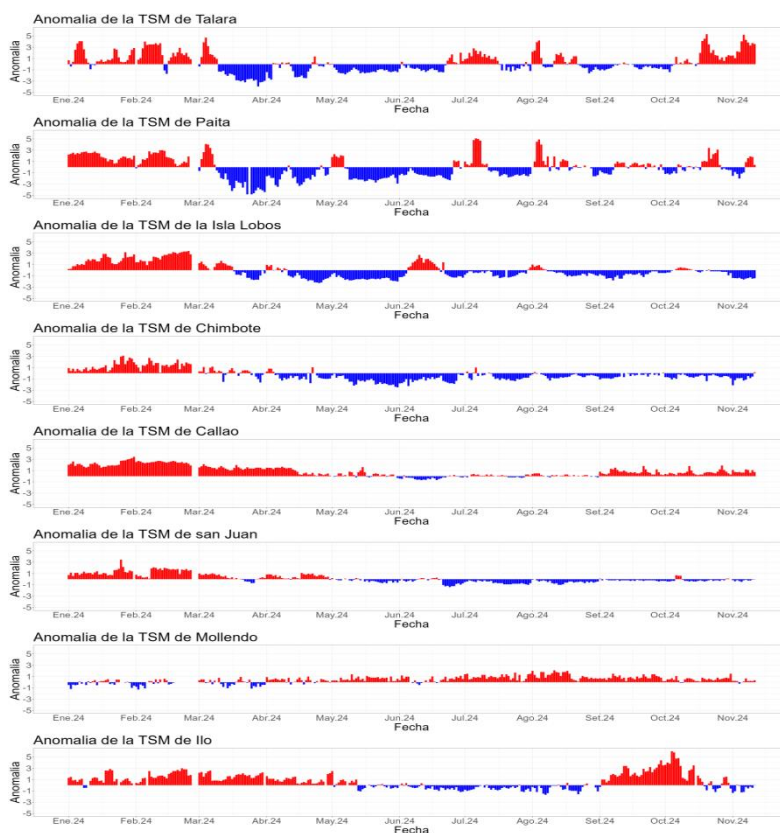 Anomalia de la TSM de Talara
Anomalia
5
3
1
-1
-3
-5
Ene.24 Feb.24 Mar.24 Abr.24 May.24 Jun.24 Jul.24 Ago.24 Set.24 Oct.24 Nov.24
Fecha
Anomalia de la TSM de Paita
Anomalia
5
3
1
-1
-3
-5
Ene.24 Feb.24 Mar.24 Abr.24 May.24 Jun.24 Jul.24 Ago.24 Set.24 Oct.24 Nov.24
Fecha
Anomalia de la TSM de la Isla Lobos
Anomalia
5
3
1
-1
-3
-5
Ene.24 Feb.24 Mar.24 Abr.24 May.24 Jun.24 Jul.24 Ago.24 Set.24 Oct.24 Nov.24
Fecha
Anomalia de la TSM de Chimbote
Anomalia
5
3
1
-1
-3
-5
Ene.24 Feb.24 Mar.24 Abr.24 May.24 Jun.24 Jul.24 Ago.24 Set.24 Oct.24 Nov.24
Fecha
Anomalia de la TSM de Callao
Anomalia
5
3
1
-1
-3
-5
Ene.24 Feb.24 Mar.24 Abr.24 May.24 Jun.24 Jul.24 Ago.24 Set.24 Oct.24 Nov.24
Fecha
Anomalia de la TSM de san Juan
Anomalia
5
3
1
-1
-3
-5
Ene.24 Feb.24 Mar.24 Abr.24 May.24 Jun.24 Jul.24 Ago.24 Set.24 Oct.24 Nov.24
Fecha
Anomalia de la TSM de Mollendo
Anomalia
5
3
1
-1
-3
-5
Ene.24 Feb.24 Mar.24 Abr.24 May.24 Jun.24 Jul.24 Ago.24 Set.24 Oct.24 Nov.24
Fecha
Anomalia de la TSM de Ilo
Anomalia
5
3
1
-1
-3
-5
Ene.24 Feb.24 Mar.24 Abr.24 May.24 Jun.24 Jul.24 Ago.24 Set.24 Oct.24 Nov.24
Fecha